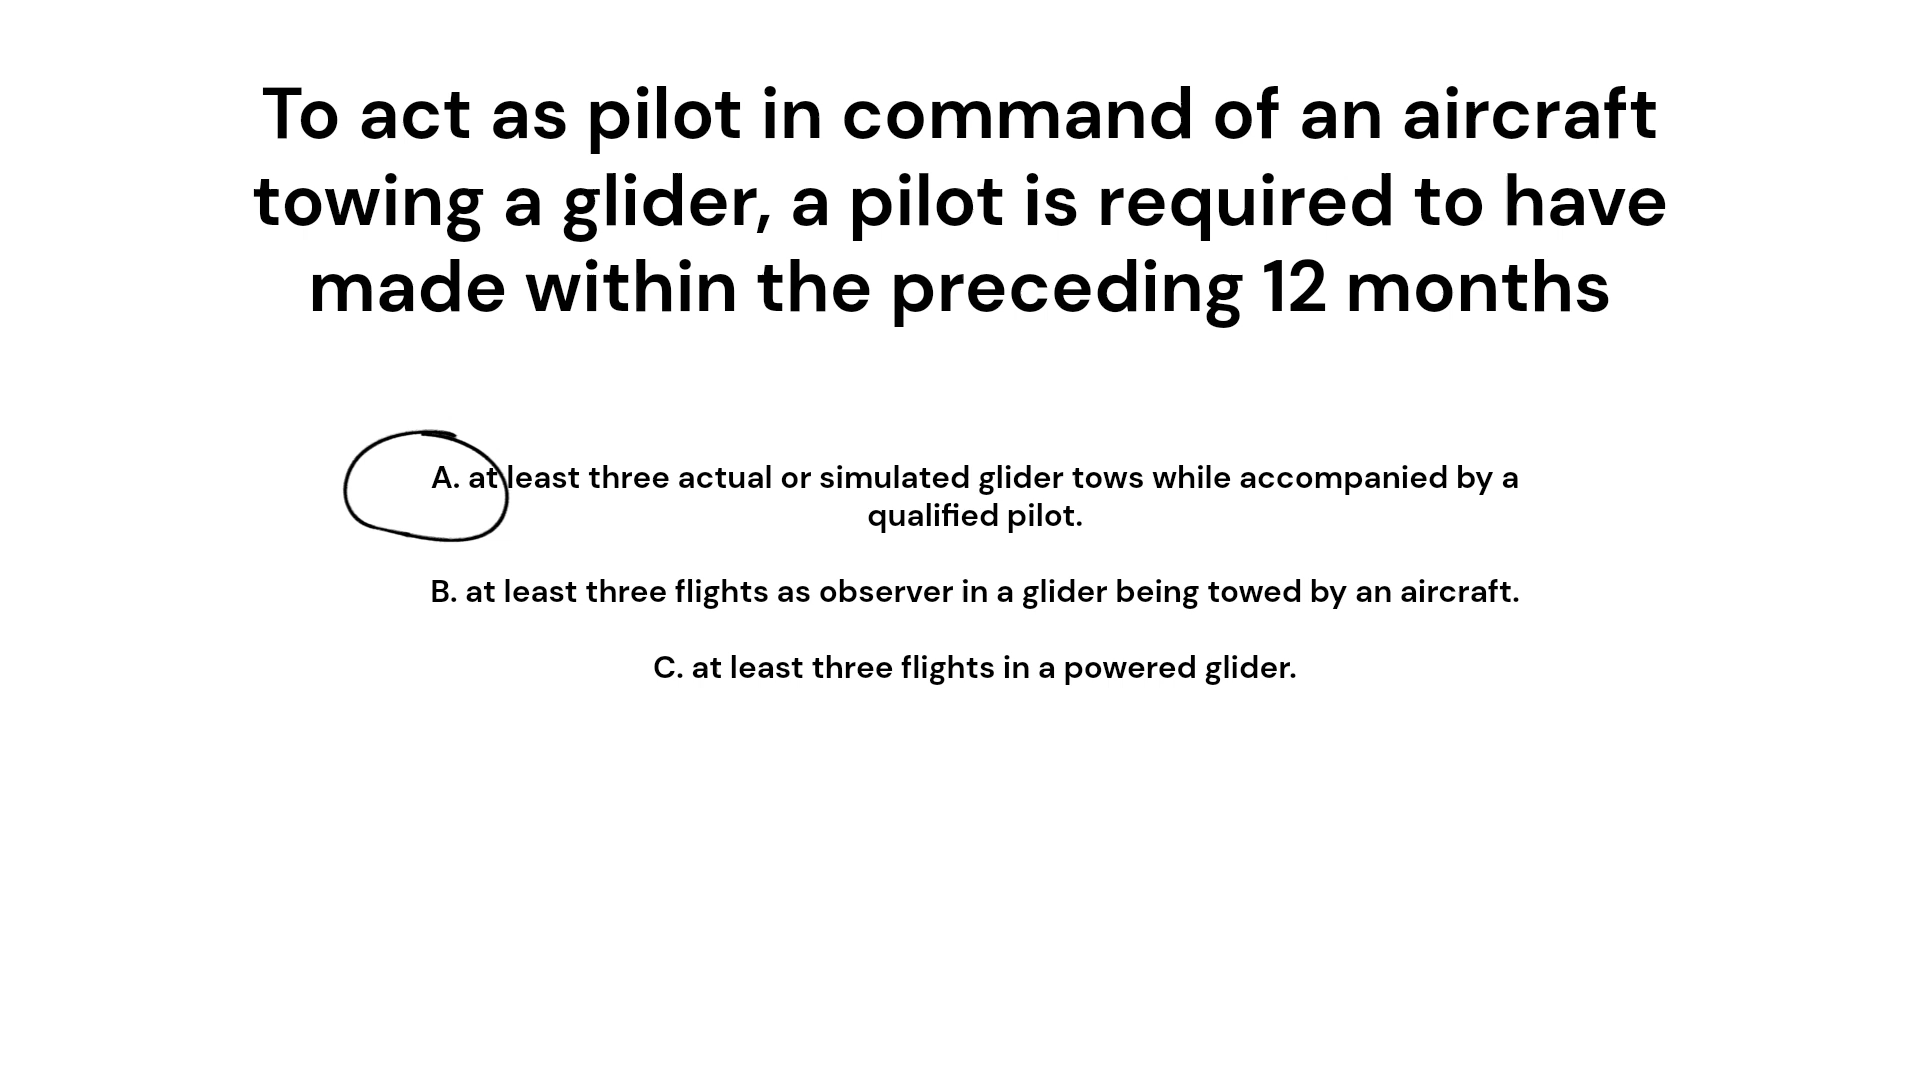 To act as pilot in command of an aircraft
towing a glider, a pilot is required to have
made within the preceding 12 months
A. at least three actual or simulated glider tows while accompanied by a
qualified pilot.
B. at least three flights as observer in a glider being towed by an aircraft.
C. at least three flights in a powered glider.